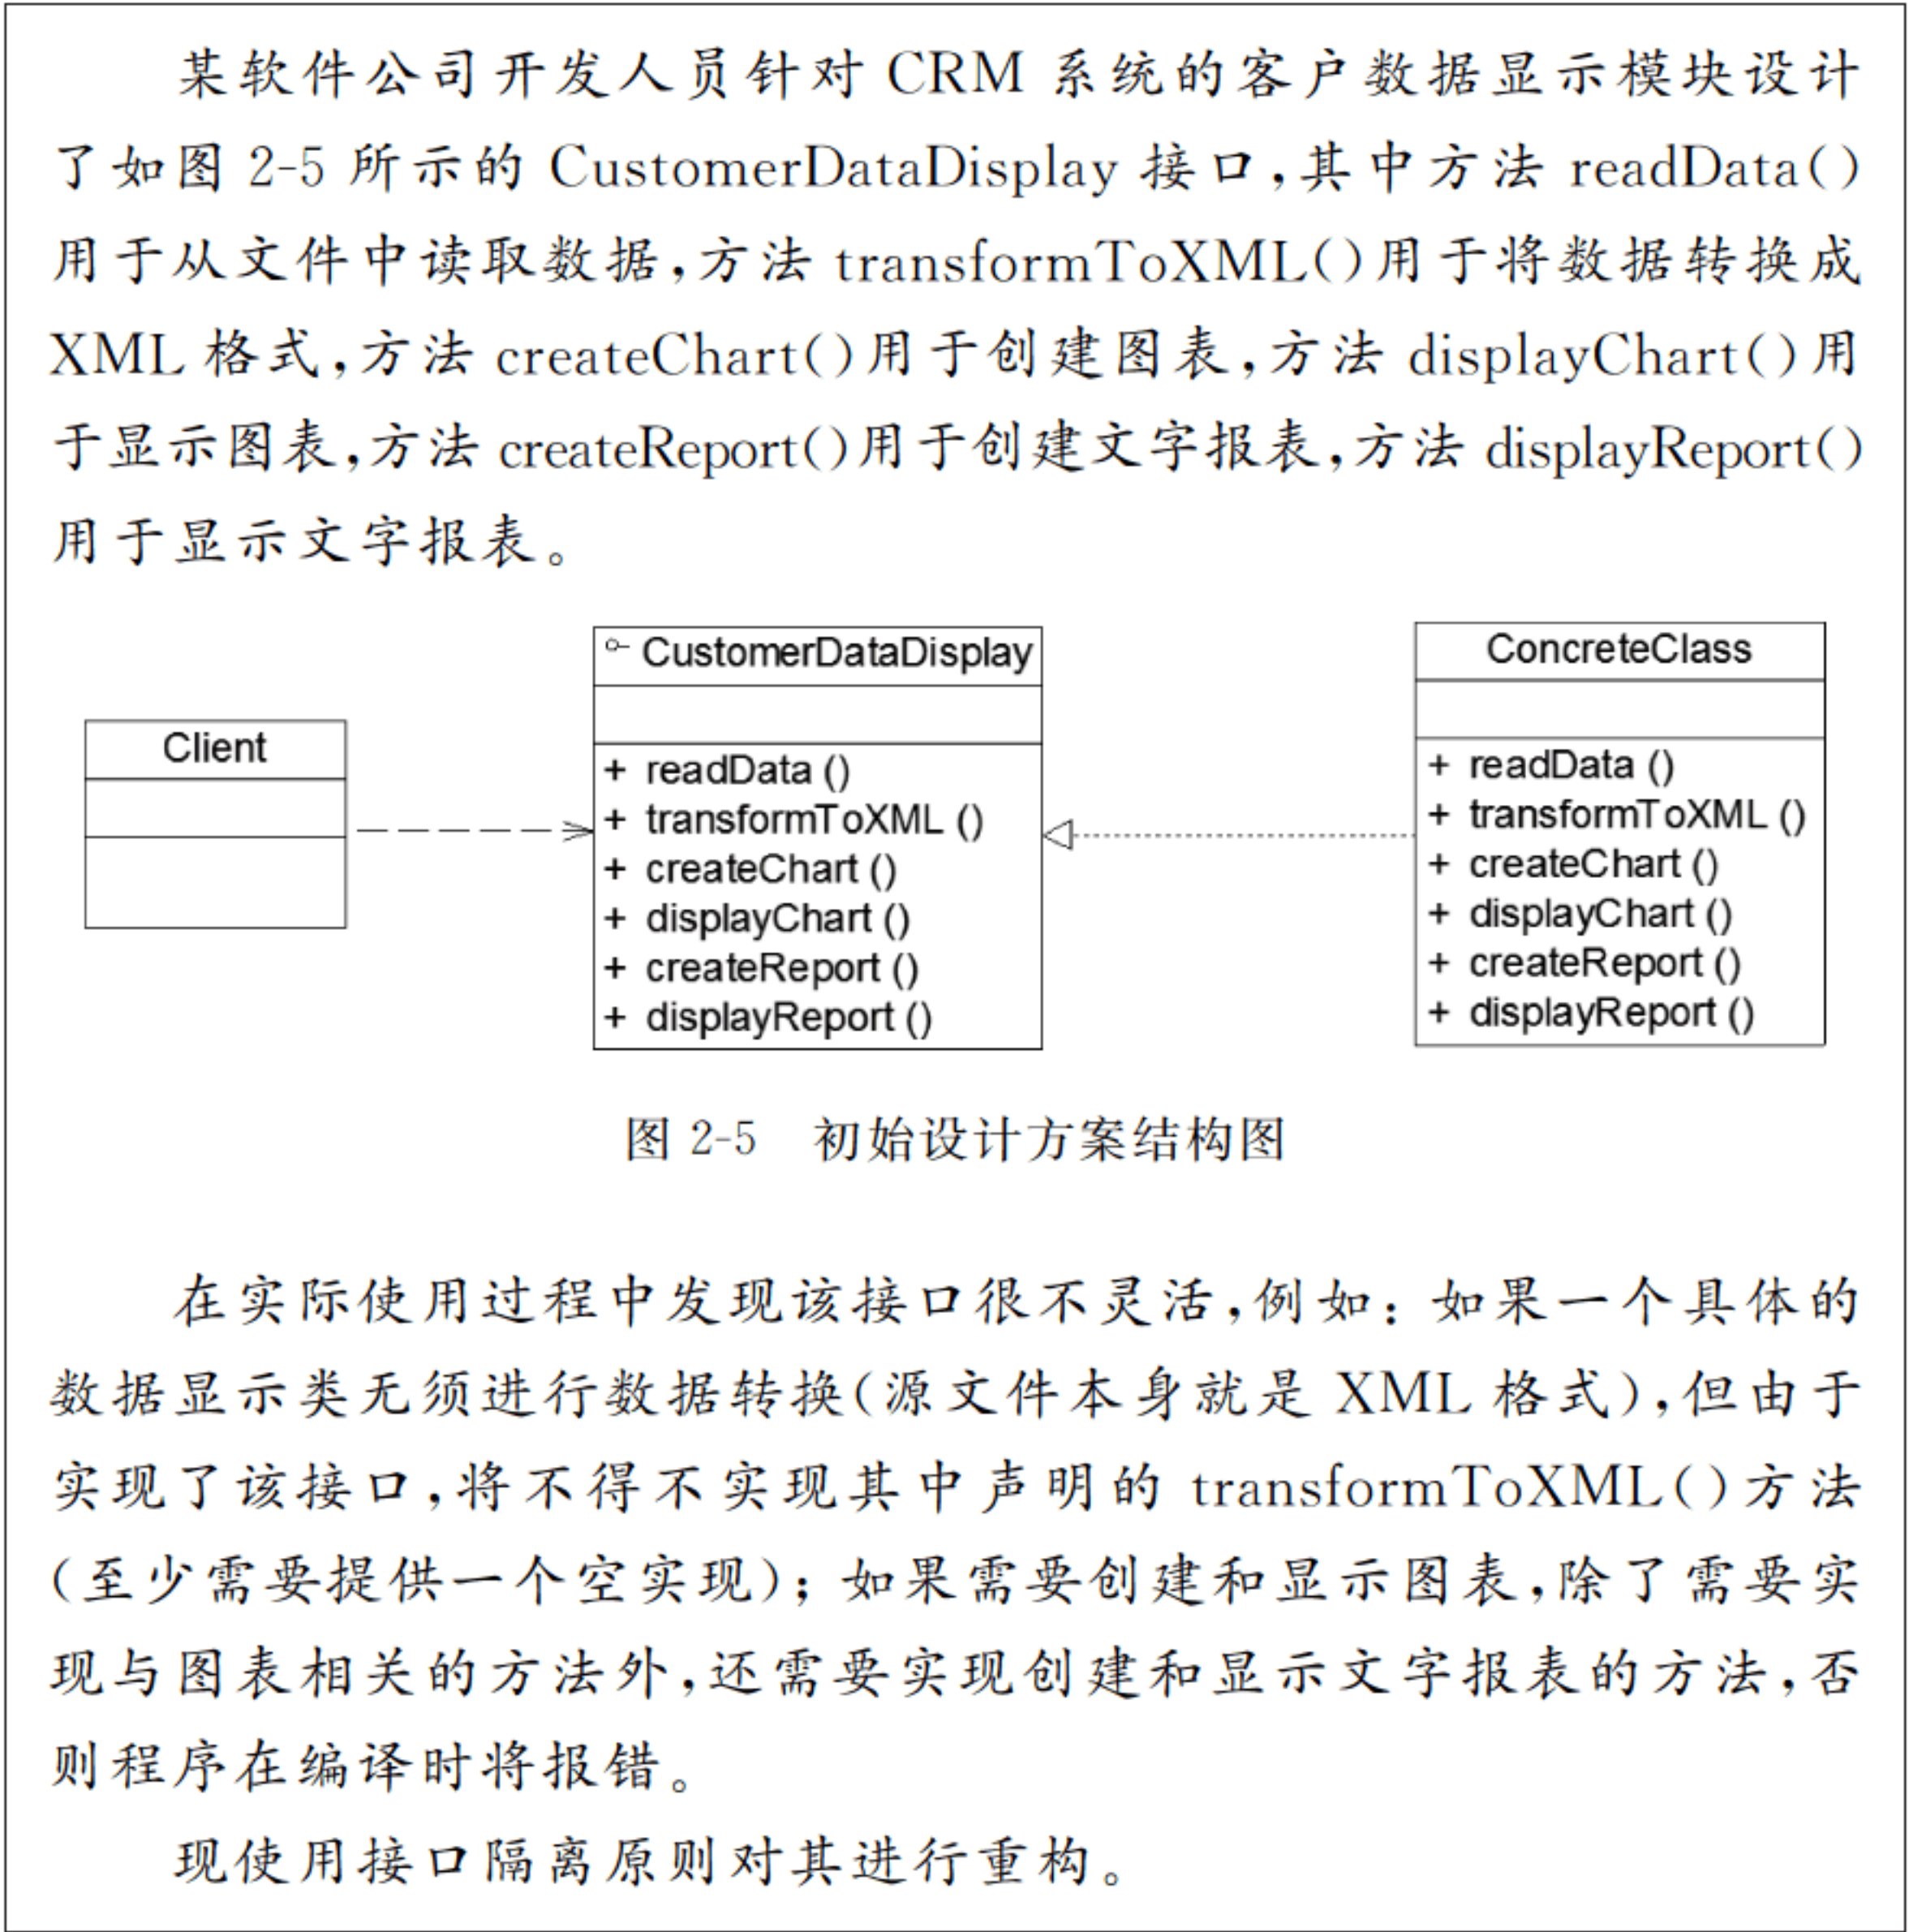 某软件公司开发人员针对 CRM 系统的客户数据显示模块设计
了如图 2-5 所示的 CustomerDataDisplay 接口,其中方法 readData()
用于从文件中读取数据,方法 transformToXML()用于将数据转换成
XML 格式,方法 createChart()用于创建图表,方法 displayChart()用
于显示图表,方法 createReport()用于创建文字报表,方法 displayReport()
用于显示文字报表。
Client
CustomerDataDisplay
+ readData ()
+ transformToXML ()
+ createChart ()
+ displayChart ()
+ createReport ()
+ displayReport ()
ConcreteClass
+ readData ()
+ transformToXML ()
+ createChart ()
+ displayChart ()
+ createReport ()
+ displayReport ()
图 2-5 初始设计方案结构图
在实际使用过程中发现该接口很不灵活,例如:如果一个具体的
数据显示类无须进行数据转换(源文件本身就是 XML 格式),但由于
实现了该接口,将不得不实现其中声明的 transformToXML()方法
(至少需要提供一个空实现);如果需要创建和显示图表,除了需要实
现与图表相关的方法外,还需要实现创建和显示文字报表的方法,否
则程序在编译时将报错。
现使用接口隔离原则对其进行重构。